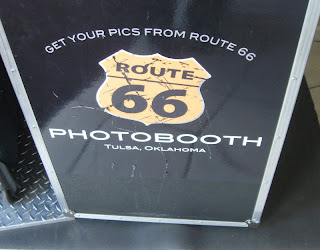 GET YOUR PICS FROM ROUTE 66
ROUTE
66
PHOTOBOOTH
TULSA, OKLAHOMA